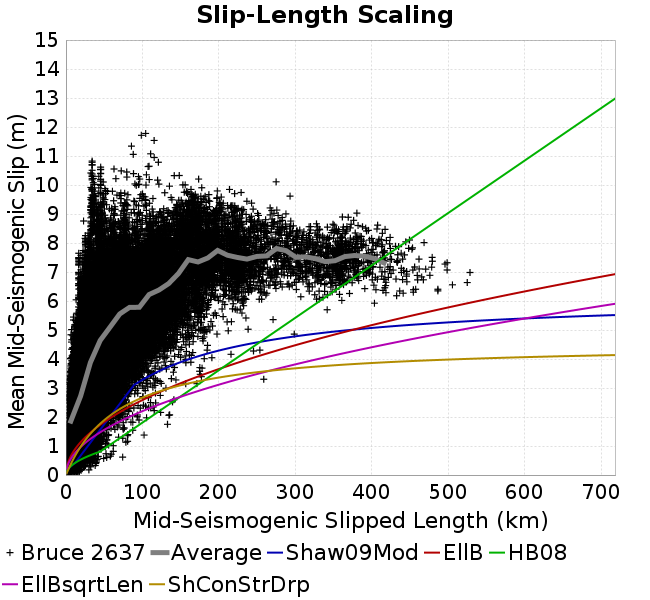 Slip-Length Scaling
Mean Mid-Seismogenic Slip (m)
15
14
13
12
11
10
9
8
7
6
5
4
3
2
1
0
0 100 200 300 400 500 600 700
Mid-Seismogenic Slipped Length (km)
Bruce 2637 Average Shaw09Mod EllB HB08
EllBsqrtLen ShConStrDrp